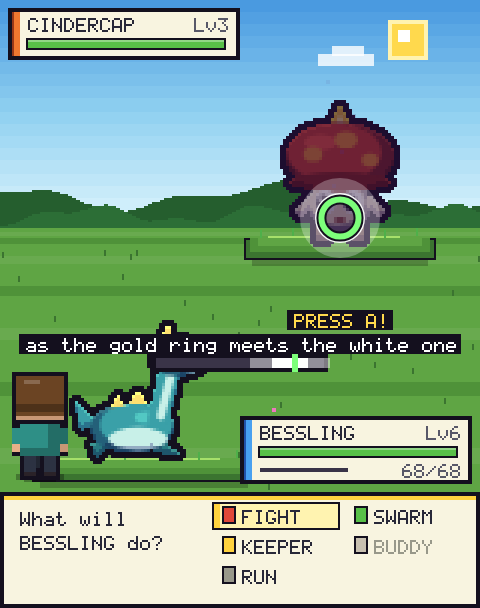 CINDERCAP Lv3
PRESS A!
as the gold ring meets the white one
BESSLING Lv6
68/68
What will
BESSLING do?
FIGHT SWARM
KEEPER BUDDY
RUN